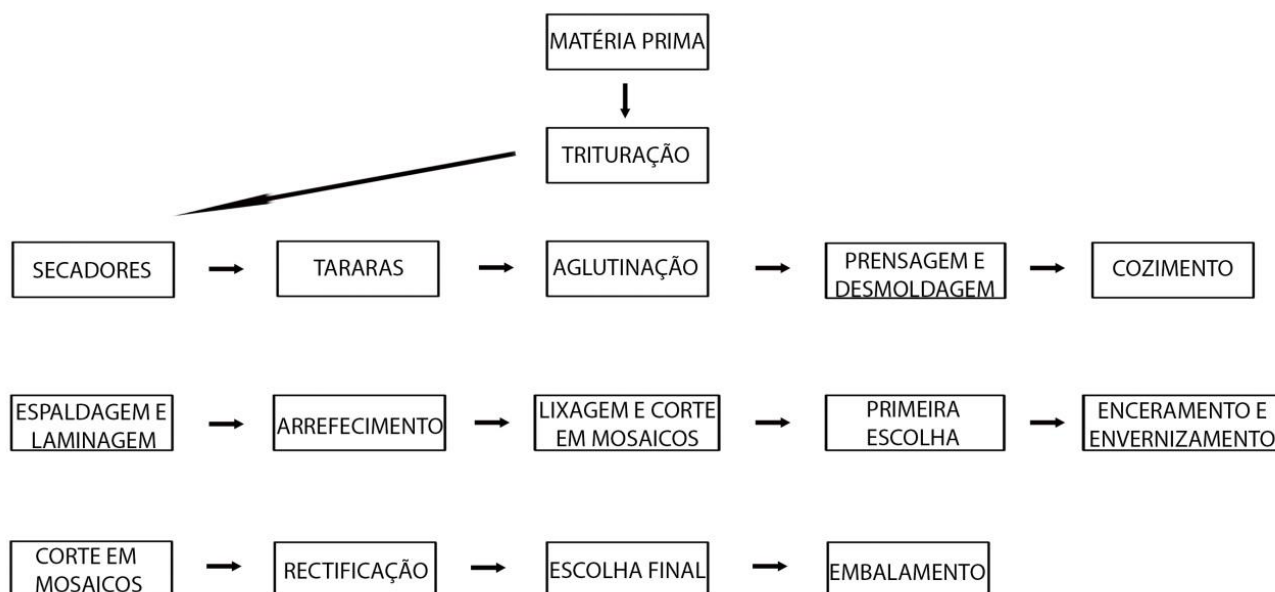 MATÉRIA PRIMA
TRITURAÇÃO
SECADORES
TARARAS
AGLUTINAÇÃO
PRENSAGEM E
DESMOLDAGEM
COZIMENTO
ESPALDAGEM E
LAMINAGEM
ARREFECIMENTO
LIXAGEM E CORTE
EM MOSAICOS
PRIMEIRA
ESCOLHA
ENCERAMENTO E
ENVERNIZAMENTO
CORTE EM
MOSAICOS
RECTIFICAÇÃO
ESCOLHA FINAL
EMBALAMENTO